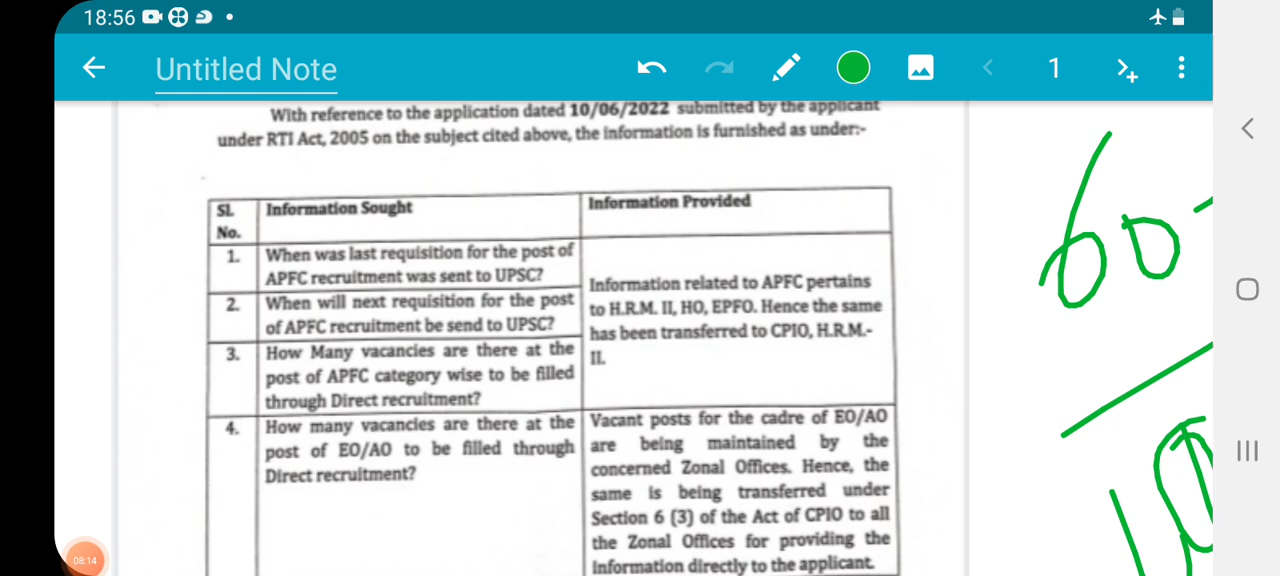 18:56
Untitled Note
1
With reference to the application dated 10/06/2022 submitted by the applicant
under RTI Act, 2005 on the subject cited above, the information is furnished as under:-
Sl. No.
Information Sought
Information Provided
1.
When was last requisition for the post of
APFC recruitment was sent to UPSC?
2.
When will next requisition for the post
of APFC recruitment be send to UPSC?
3.
How Many vacancies are there at the
post of APFC category wise to be filled
through Direct recruitment?
Information related to APFC pertains
to H.R.M. II, HO, EPFO. Hence the same
has been transferred to CPIO, H.R.M.-
II.
4.
How many vacancies are there at the
post of EO/AO to be filled through
Direct recruitment?
Vacant posts for the cadre of EO/AO
are being maintained by the
concerned Zonal Offices. Hence, the
same is being transferred under
Section 6 (3) of the Act of CPIO to all
the Zonal Offices for providing the
information directly to the applicant.
60-
08:14